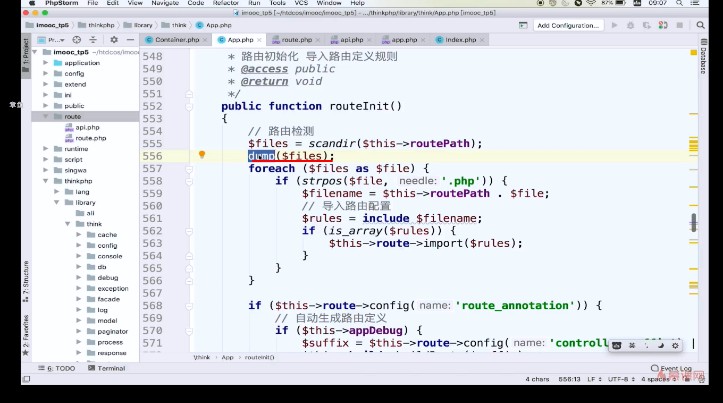 PhpStorm File Edit View Navigate Code Refactor Run Tools VCS Window Help 87% 09:07
imooc_tp5 [~/htdocs/imooc/imooc_tp5] - .../thinkphp/library/think/App.php [imooc_tp5]
imooc_tp5 thinkphp library think App.php Add Configuration...
Container.php App.php route.php api.php app.php Index.php
1: Project
Database
imooc_tp5 ~/htdocs/im
application
config
extend
ini
public
route
api.php
route.php
runtime
script
singwa
thinkphp
lang
library
ali
think
cache
config
console
db
debug
exception
facade
log
model
paginator
process
response
7: Structure
2: Favorites
548 * 路由初始化 导入路由定义规则
549 * @access public
550 * @return void
551 */
552 public function routeInit()
553 {
554 // 路由检测
555 $files = scandir($this->routePath);
556 dump($files);
557 foreach ($files as $file) {
558 if (strpos($file, needle: '.php')) {
559 $filename = $this->routePath . $file;
560 // 导入路由配置
561 $rules = include $filename;
562 if (is_array($rules)) {
563 $this->route->import($rules);
564 }
565 }
566 }
567
568 if ($this->route->config( name: 'route_annotation')) {
569 // 自动生成路由定义
570 if ($this->appDebug) {
571 $suffix = $this->route->config( name: 'controll
\think › App › routeInit()
6: TODO Terminal Event Log
4 chars 556:13 LF UTF-8 4 spaces